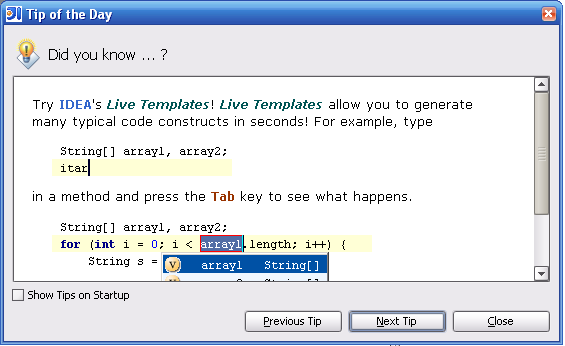 Tip of the Day
Did you know ... ?
Try IDEA's Live Templates! Live Templates allow you to generate
many typical code constructs in seconds! For example, type
String[] array1, array2;
itar
in a method and press the Tab key to see what happens.
String[] array1, array2;
for (int i = 0; i < array1.length; i++) {
String s =
V array1 String[]
Show Tips on Startup
Previous Tip Next Tip Close